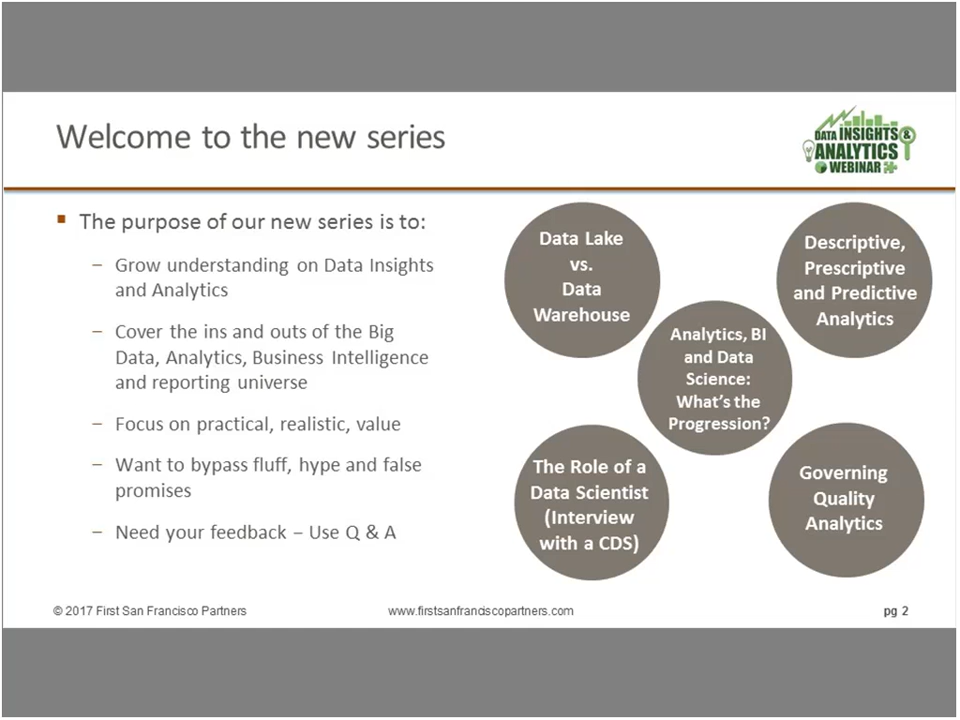 Welcome to the new series
DATA INSIGHTS &
ANALYTICS
WEBINAR
▪ The purpose of our new series is to:
– Grow understanding on Data Insights
and Analytics
– Cover the ins and outs of the Big
Data, Analytics, Business Intelligence
and reporting universe
– Focus on practical, realistic, value
– Want to bypass fluff, hype and false
promises
– Need your feedback – Use Q & A
Data Lake
vs.
Data
Warehouse
Descriptive,
Prescriptive
and Predictive
Analytics
Analytics, BI
and Data
Science:
What's the
Progression?
The Role of a
Data Scientist
(Interview
with a CDS)
Governing
Quality
Analytics
© 2017 First San Francisco Partners
www.firstsanfranciscopartners.com
pg 2